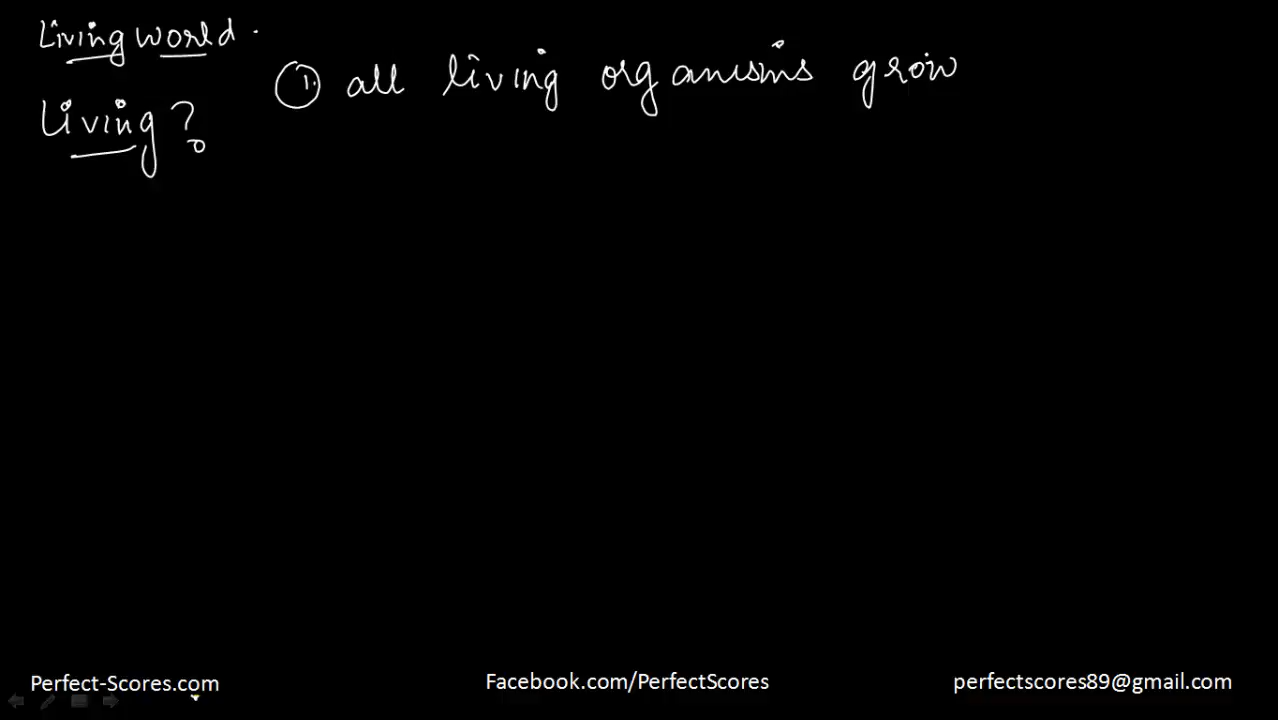 Living world.
① all living organisms grow
Living?
Perfect-Scores.com
Facebook.com/PerfectScores
perfectscores89@gmail.com